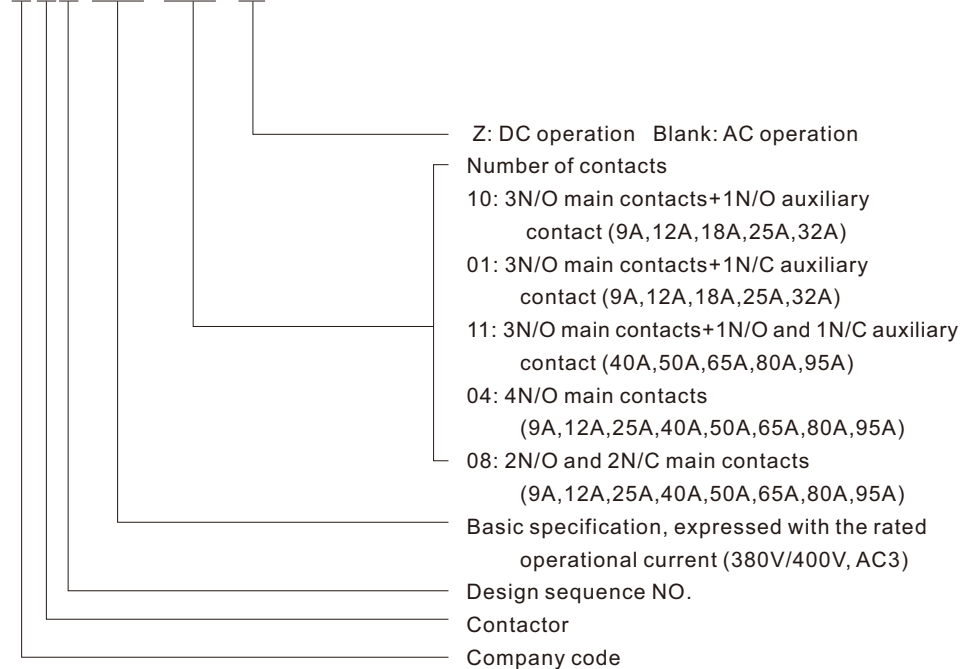 Z: DC operation Blank: AC operation
Number of contacts
10: 3N/O main contacts+1N/O auxiliary
contact (9A,12A,18A,25A,32A)
01: 3N/O main contacts+1N/C auxiliary
contact (9A,12A,18A,25A,32A)
11: 3N/O main contacts+1N/O and 1N/C auxiliary
contact (40A,50A,65A,80A,95A)
04: 4N/O main contacts
(9A,12A,25A,40A,50A,65A,80A,95A)
08: 2N/O and 2N/C main contacts
(9A,12A,25A,40A,50A,65A,80A,95A)
Basic specification, expressed with the rated
operational current (380V/400V, AC3)
Design sequence NO.
Contactor
Company code